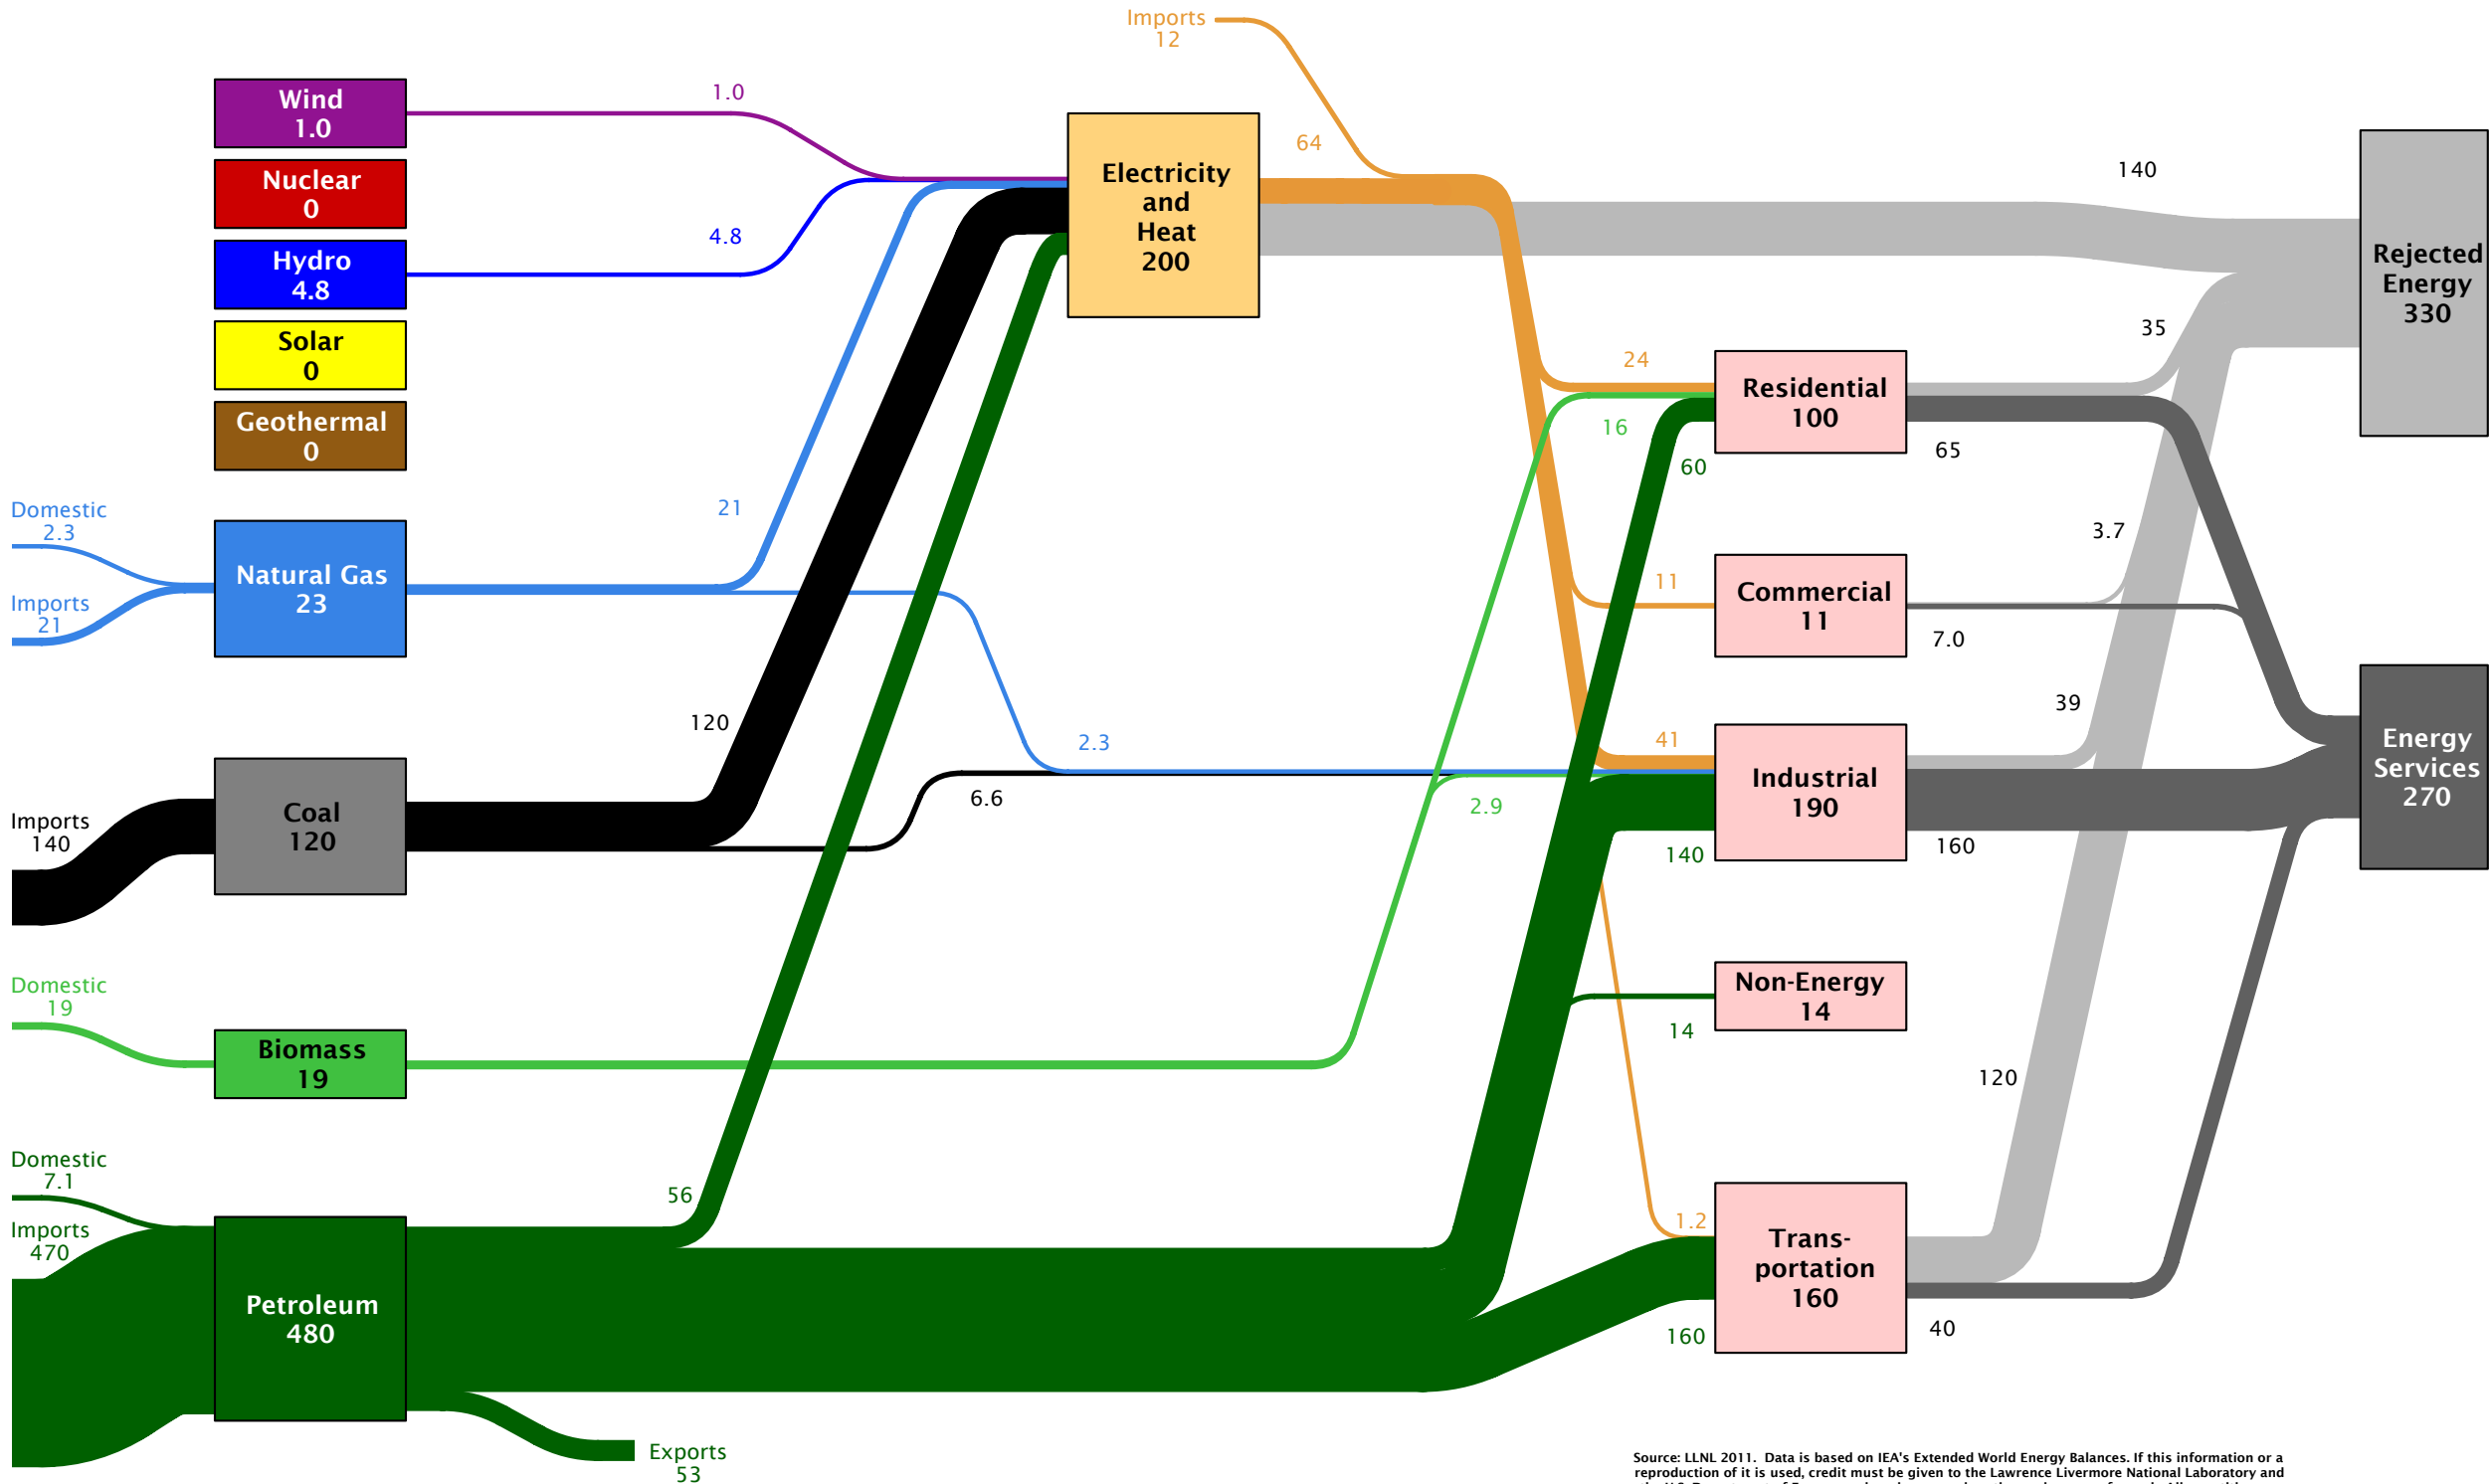 Imports
12
Wind
1.0
1.0
Nuclear
0
Hydro
4.8
4.8
Solar
0
Geothermal
0
Electricity
and
Heat
200
64
140
Rejected
Energy
330
35
24
Residential
100
16
60
65
Domestic
2.3
Imports
21
Natural Gas
23
21
2.3
11
Commercial
11
3.7
7.0
Imports
140
Coal
120
120
6.6
2.9
41
Industrial
190
140
39
160
Energy
Services
270
Domestic
19
Biomass
19
Non-Energy
14
14
120
Domestic
7.1
Imports
470
56
Petroleum
480
1.2
Trans-
portation
160
160
40
Exports
53
Source: LLNL 2011. Data is based on IEA's Extended World Energy Balances. If this information or a
reproduction of it is used, credit must be given to the Lawrence Livermore National Laboratory and